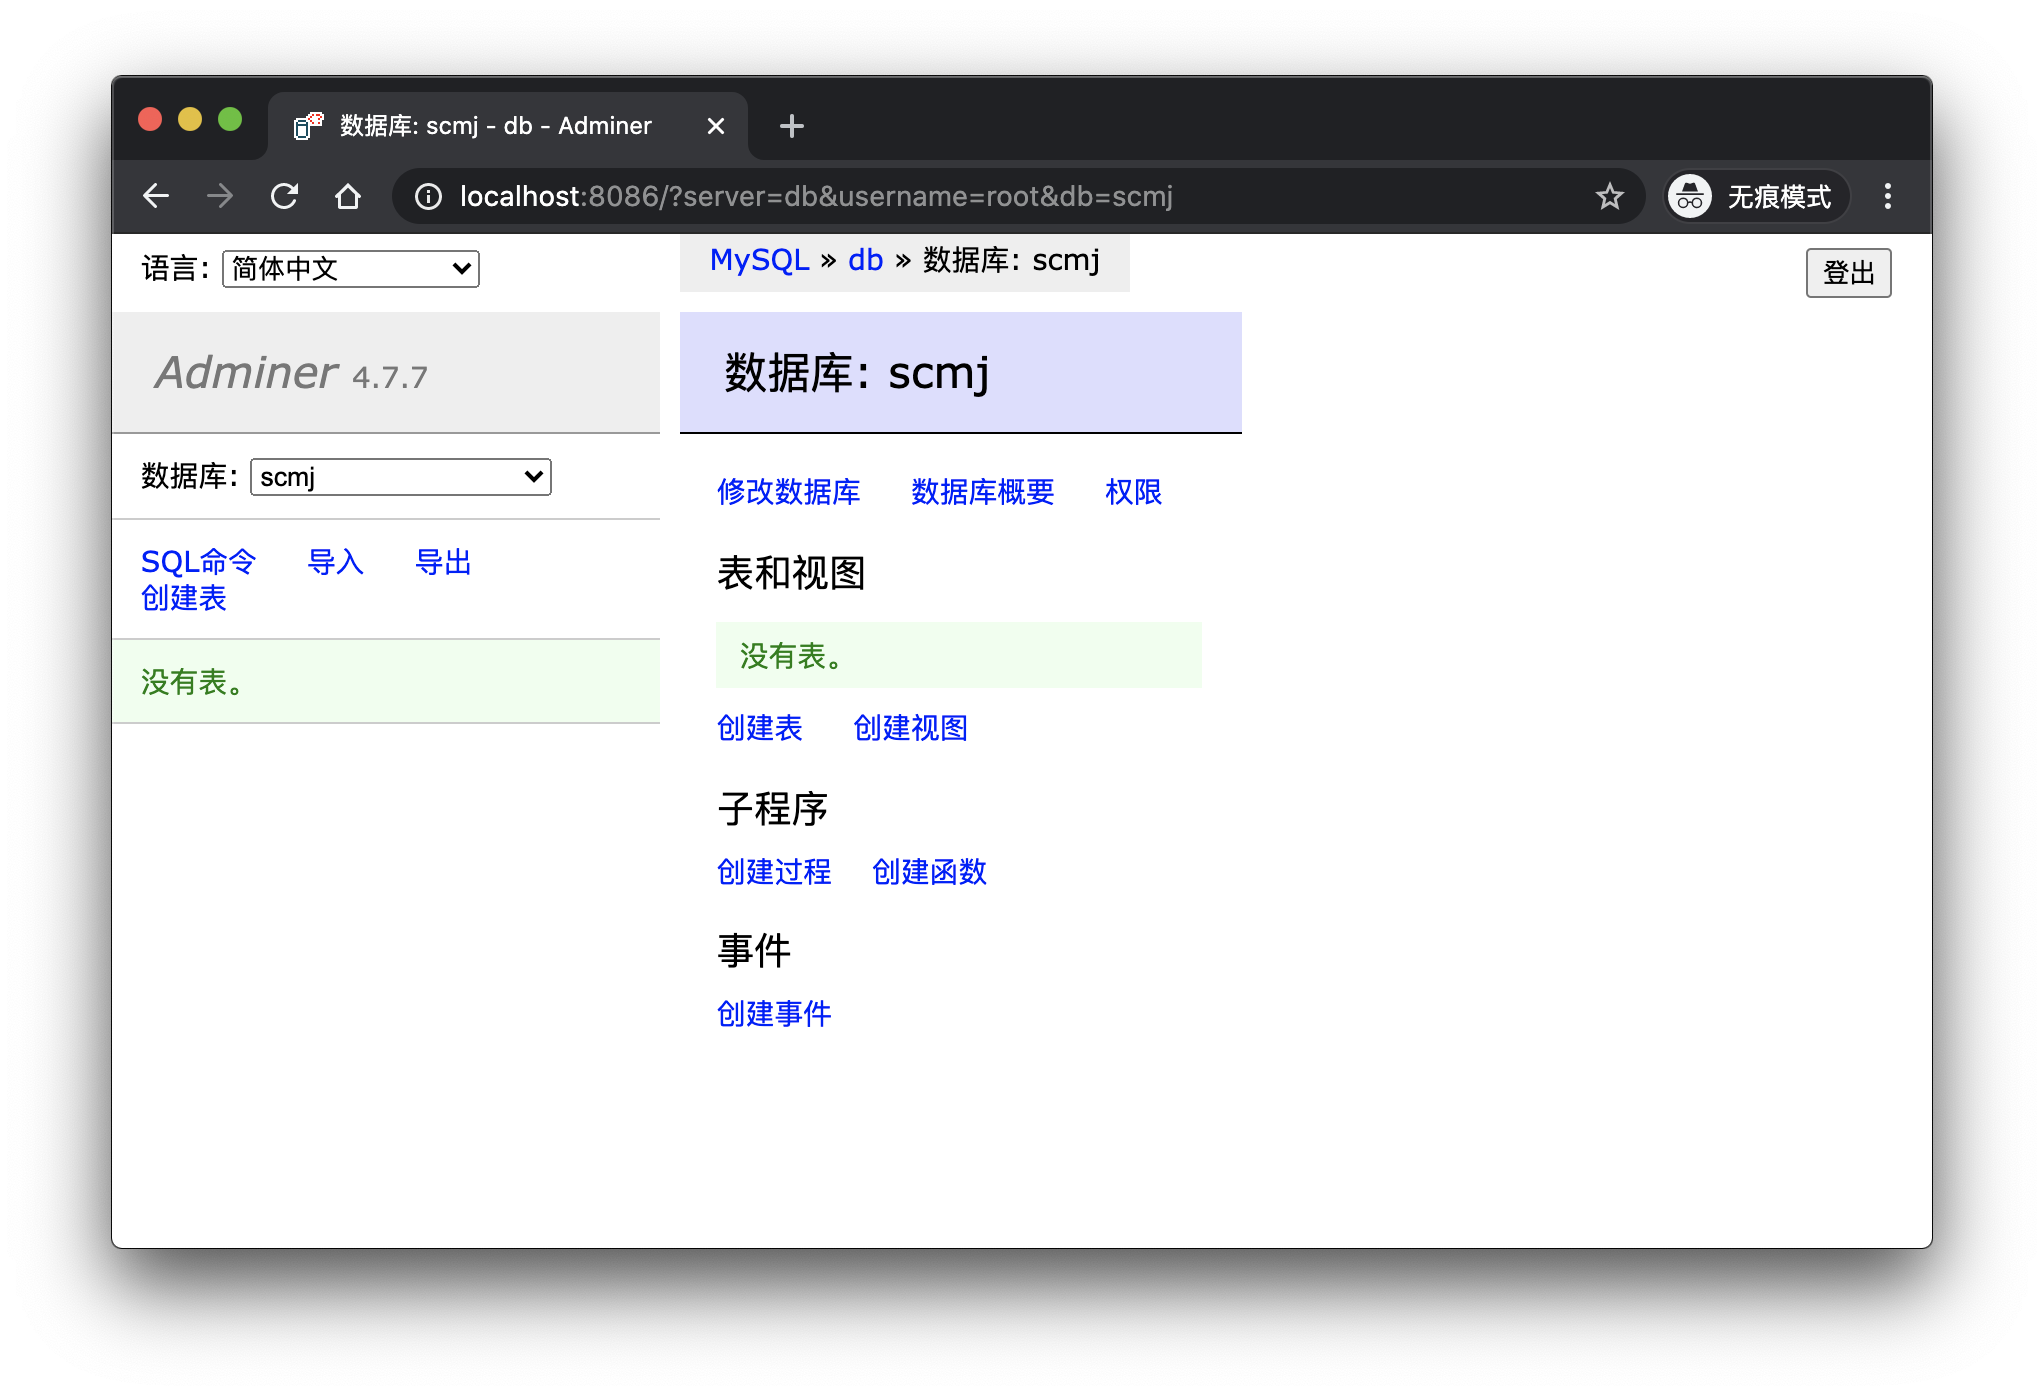 数据库: scmj - db - Adminer
localhost:8086/?server=db&username=root&db=scmj
无痕模式
语言: 简体中文
MySQL » db » 数据库: scmj
登出
Adminer 4.7.7
数据库: scmj
数据库: scmj
SQL命令 导入 导出
创建表
没有表。
修改数据库 数据库概要 权限
表和视图
没有表。
创建表 创建视图
子程序
创建过程 创建函数
事件
创建事件